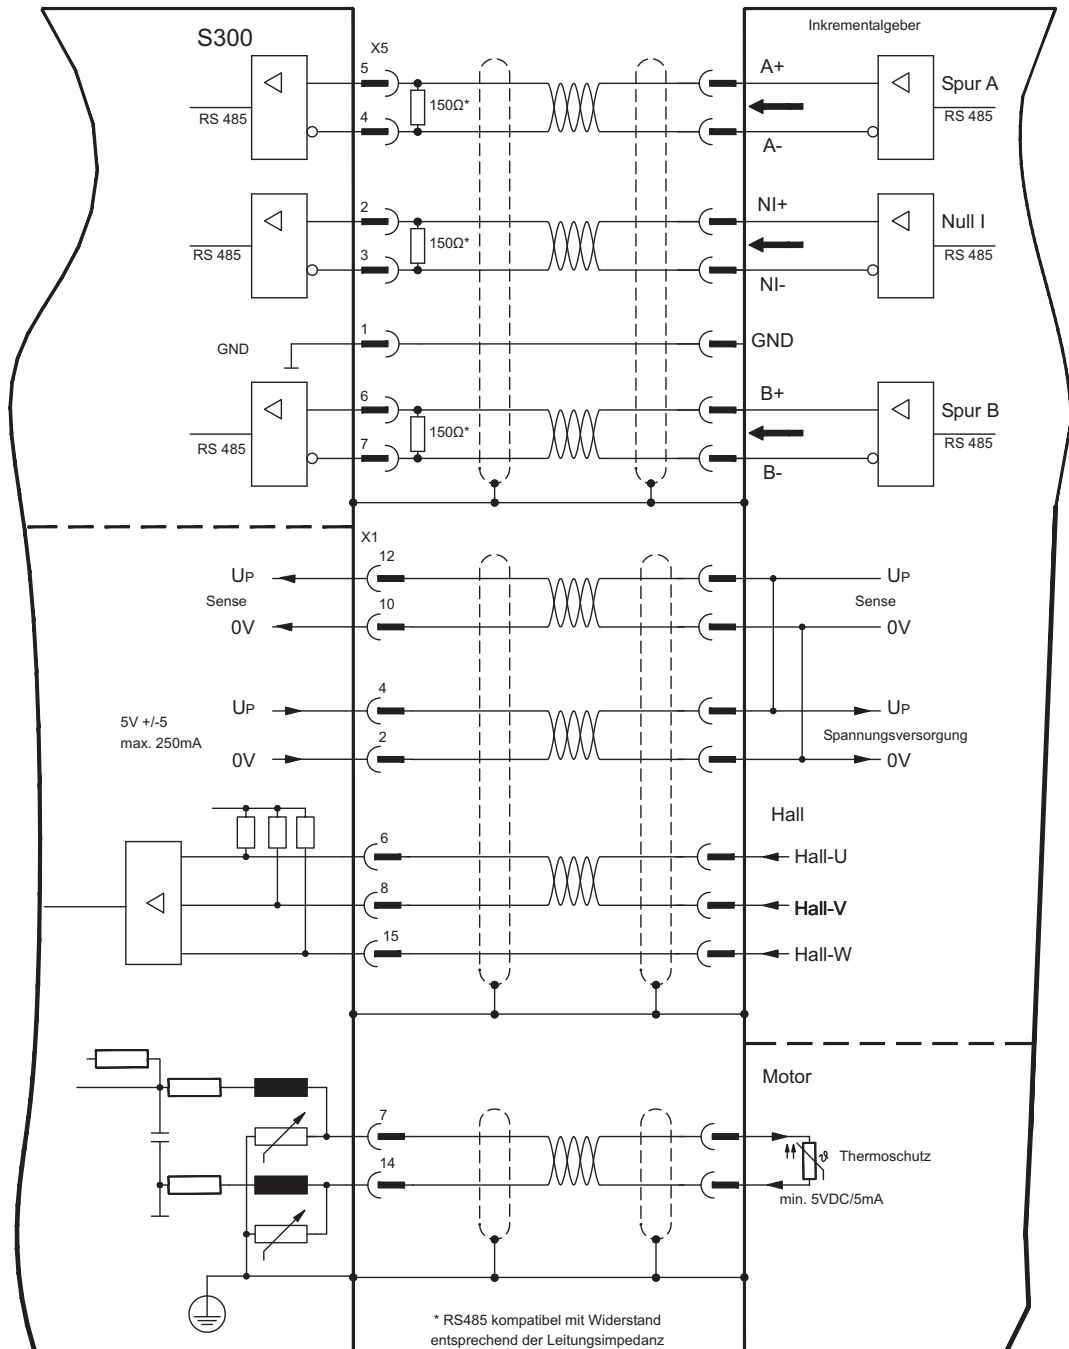 Inkrementalgeber
S300
X5
5
A+
Spur A
150Ω*
RS 485
RS 485
4
A-
2
NI+
Null I
150Ω*
RS 485
RS 485
3
NI-
1
GND
GND
6
B+
Spur B
150Ω*
RS 485
RS 485
7
B-
X1
12
UP
UP
Sense
10
Sense
0V
0V
4
UP
UP
5V +/-5
max. 250mA
Spannungsversorgung
2
0V
0V
Hall
6
Hall-U
8
Hall-V
15
Hall-W
Motor
7
ϑ Thermoschutz
14
min. 5VDC/5mA
* RS485 kompatibel mit Widerstand
entsprechend der Leitungsimpedanz